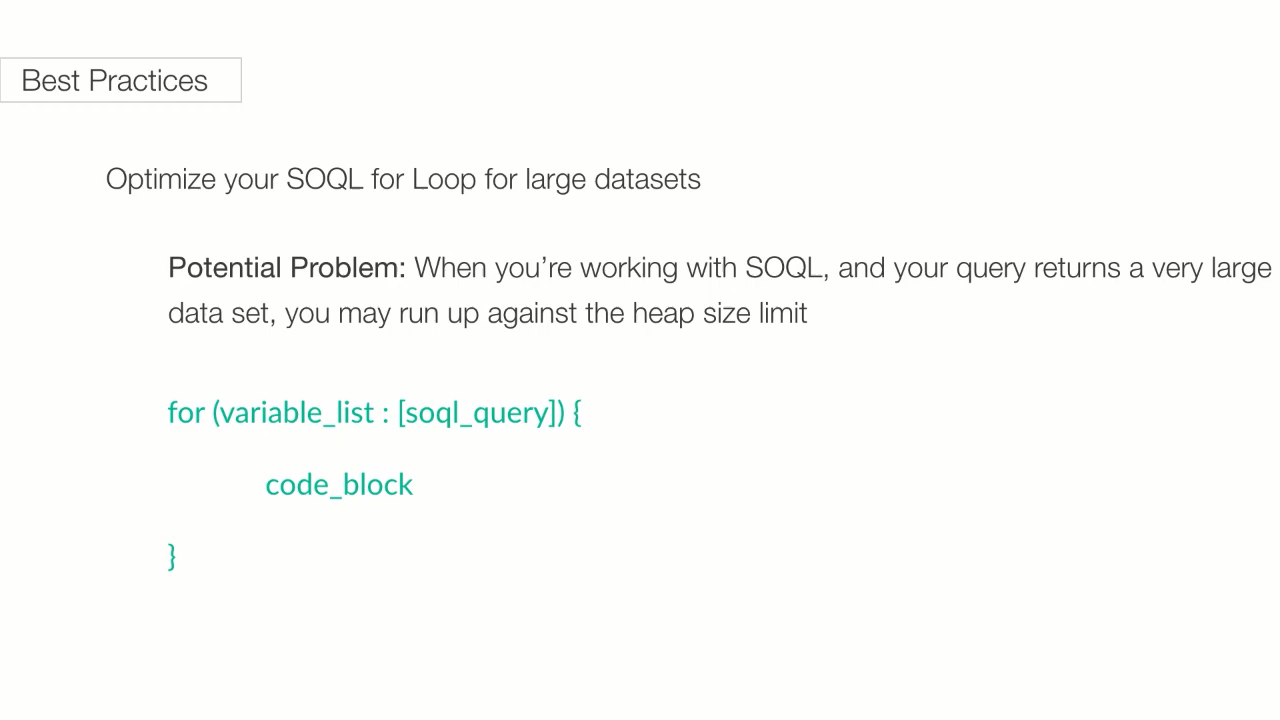 Best Practices
Optimize your SOQL for Loop for large datasets
Potential Problem: When you’re working with SOQL, and your query returns a very large
data set, you may run up against the heap size limit
for (variable_list : [soql_query]) {
code_block
}